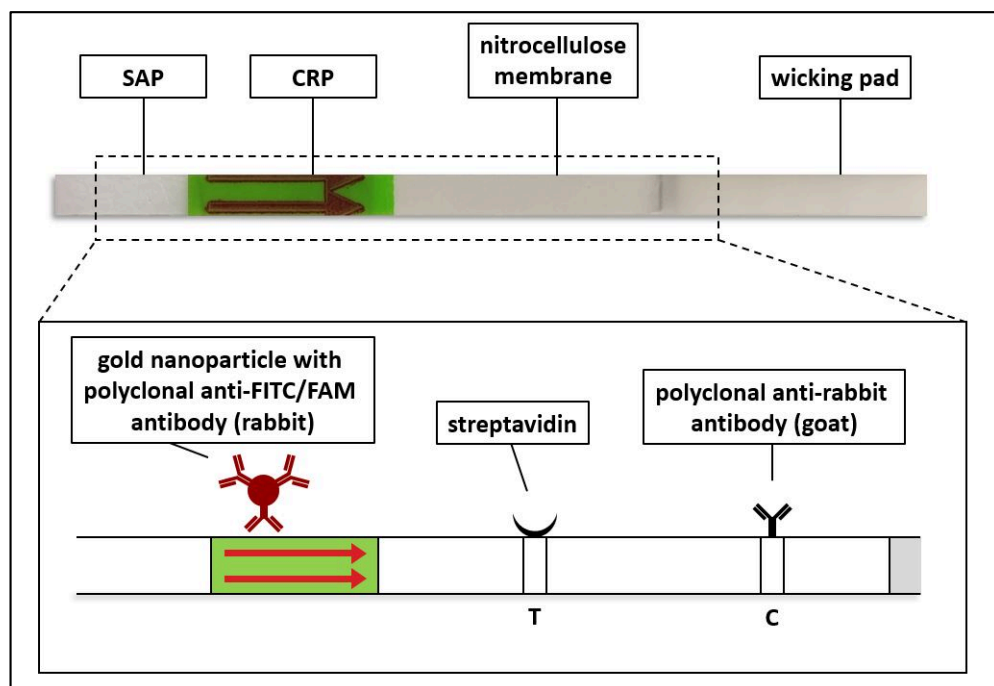 SAP
CRP
nitrocellulose
membrane
wicking pad
gold nanoparticle with
polyclonal anti-FITC/FAM
antibody (rabbit)
streptavidin
polyclonal anti-rabbit
antibody (goat)
T
C